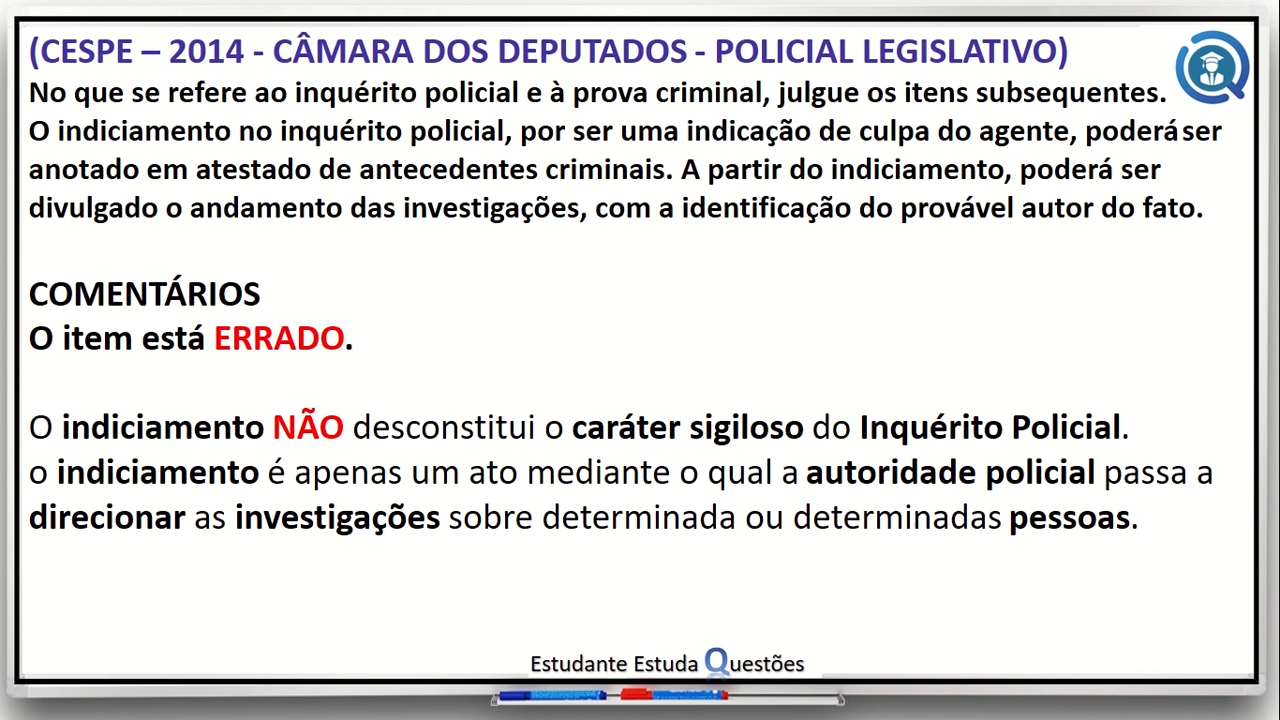 (CESPE – 2014 - CÂMARA DOS DEPUTADOS - POLICIAL LEGISLATIVO)
No que se refere ao inquérito policial e à prova criminal, julgue os itens subsequentes.
O indiciamento no inquérito policial, por ser uma indicação de culpa do agente, poderá ser
anotado em atestado de antecedentes criminais. A partir do indiciamento, poderá ser
divulgado o andamento das investigações, com a identificação do provável autor do fato.
COMENTÁRIOS
O item está ERRADO.
O indiciamento NÃO desconstitui o caráter sigiloso do Inquérito Policial.
o indiciamento é apenas um ato mediante o qual a autoridade policial passa a
direcionar as investigações sobre determinada ou determinadas pessoas.
Estudante Estuda Questões